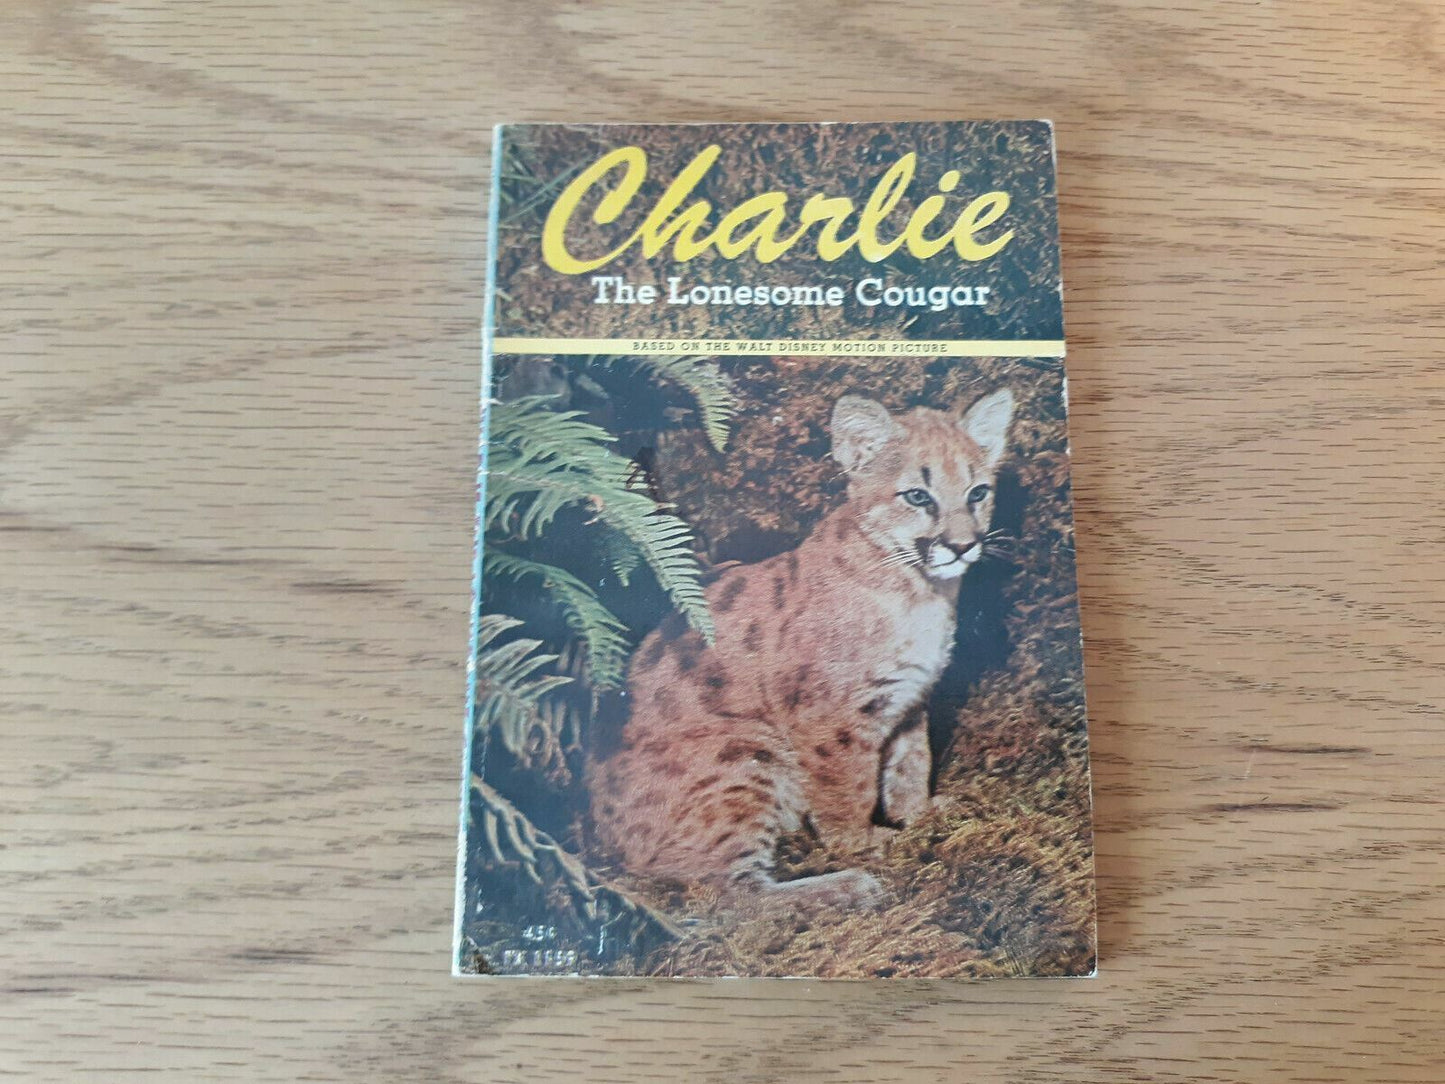 Charlie
The Lonesome Cougar
BASED ON THE WALT DISNEY MOTION PICTURE
45¢